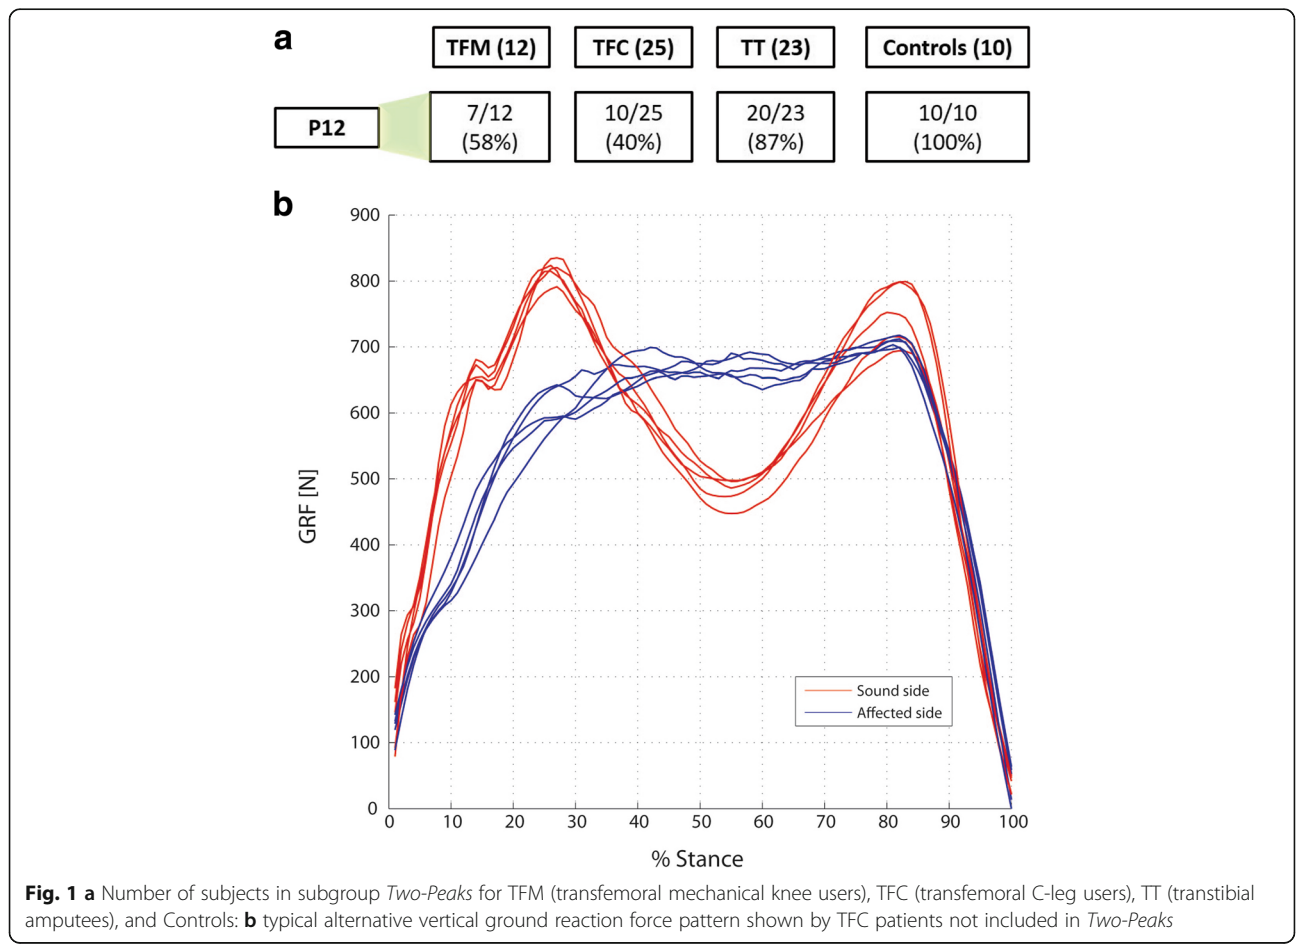 a
TFM (12) TFC (25) TT (23) Controls (10)
P12
7/12 10/25 20/23 10/10
(58%) (40%) (87%) (100%)
b
900
800
700
600
500
400
300
200
100
0
GRF [N]
Sound side
Affected side
0 10 20 30 40 50 60 70 80 90 100
% Stance
Fig. 1 a Number of subjects in subgroup Two-Peaks for TFM (transfemoral mechanical knee users), TFC (transfemoral C-leg users), TT (transtibial
amputees), and Controls: b typical alternative vertical ground reaction force pattern shown by TFC patients not included in Two-Peaks